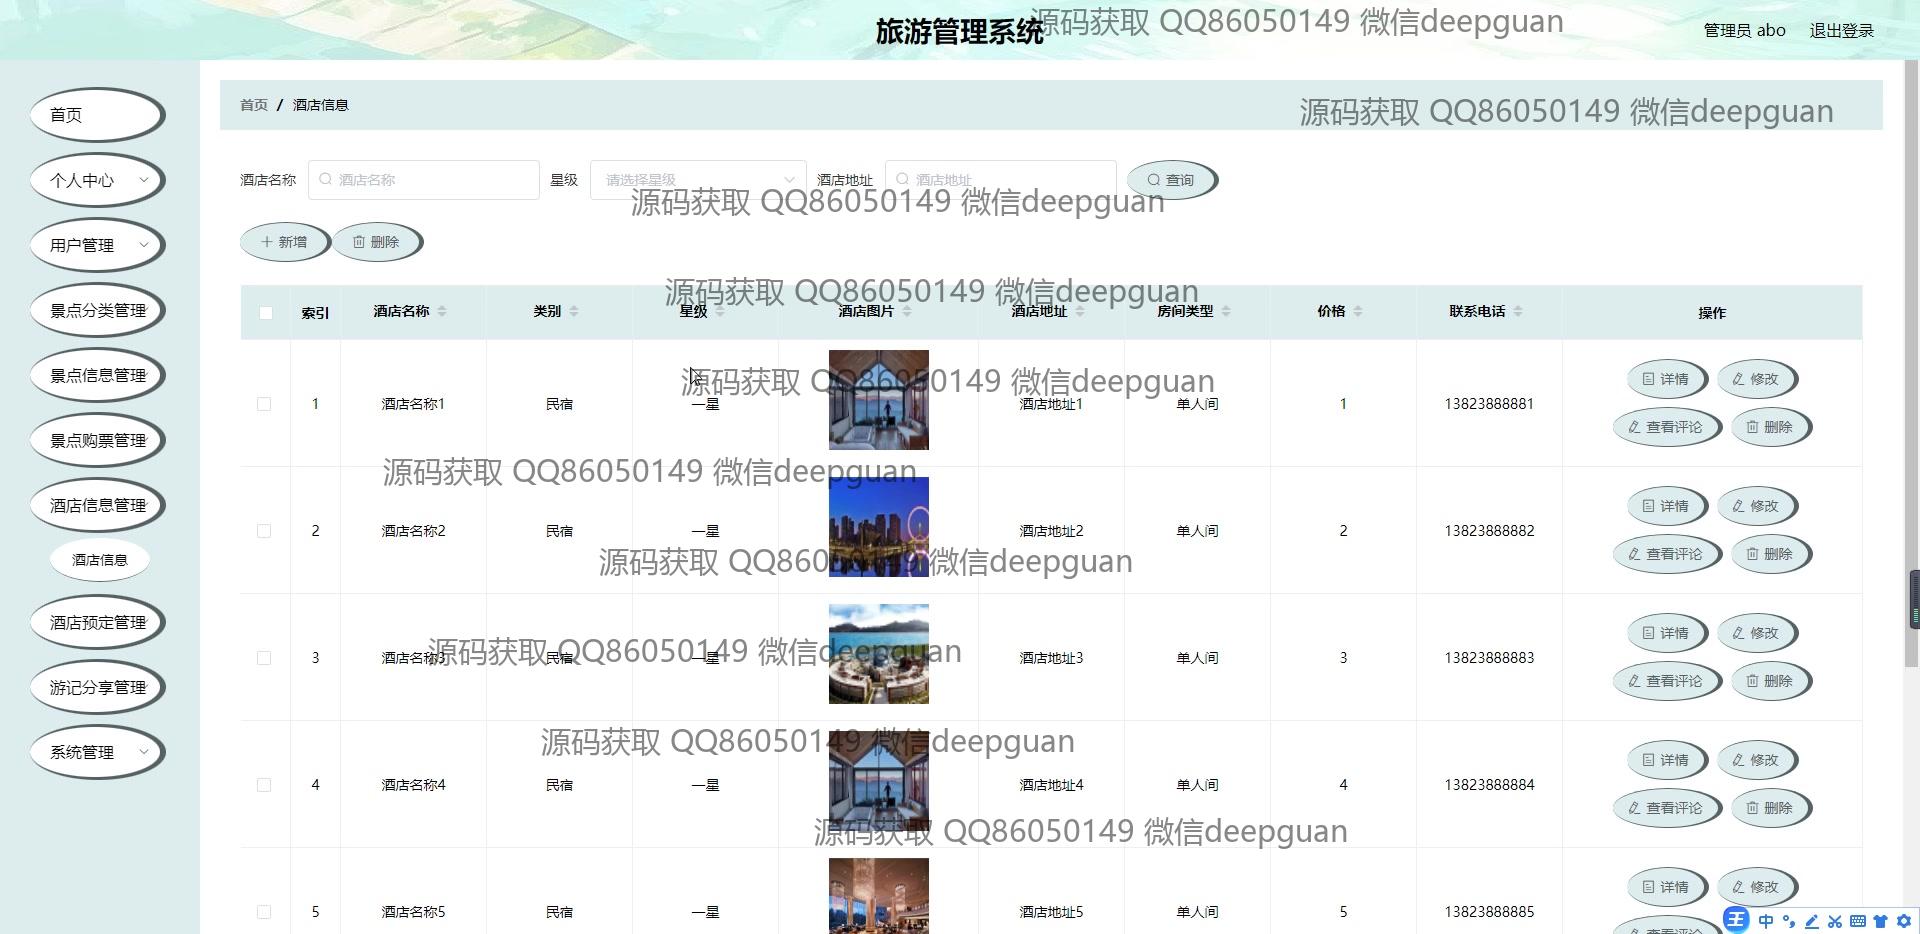 旅游管理系统
源码获取 QQ86050149 微信deepguan
管理员 abo 退出登录
首页 / 酒店信息
源码获取 QQ86050149 微信deepguan
首页
个人中心
用户管理
景点分类管理
景点信息管理
景点购票管理
酒店信息管理
酒店信息
酒店预定管理
游记分享管理
系统管理
酒店名称 酒店名称 星级 请选择星级 酒店地址 酒店地址 查询
源码获取 QQ86050149 微信deepguan
新增 删除
源码获取 QQ86050149 微信deepguan
索引 酒店名称 类别 星级 酒店图片 酒店地址 房间类型 价格 联系电话 操作
源码获取 QQ86050149 微信deepguan
1 酒店名称1 民宿 一星 酒店地址1 单人间 1 13823888881 详情 修改
查看评论 删除
源码获取 QQ86050149 微信deepguan
2 酒店名称2 民宿 一星 酒店地址2 单人间 2 13823888882 详情 修改
查看评论 删除
源码获取 QQ86050149 微信deepguan
3 酒店名称3 民宿 一星 酒店地址3 单人间 3 13823888883 详情 修改
查看评论 删除
源码获取 QQ86050149 微信deepguan
源码获取 QQ86050149 微信deepguan
4 酒店名称4 民宿 一星 酒店地址4 单人间 4 13823888884 详情 修改
查看评论 删除
源码获取 QQ86050149 微信deepguan
5 酒店名称5 民宿 一星 酒店地址5 单人间 5 13823888885 详情 修改
查看评论
王 中